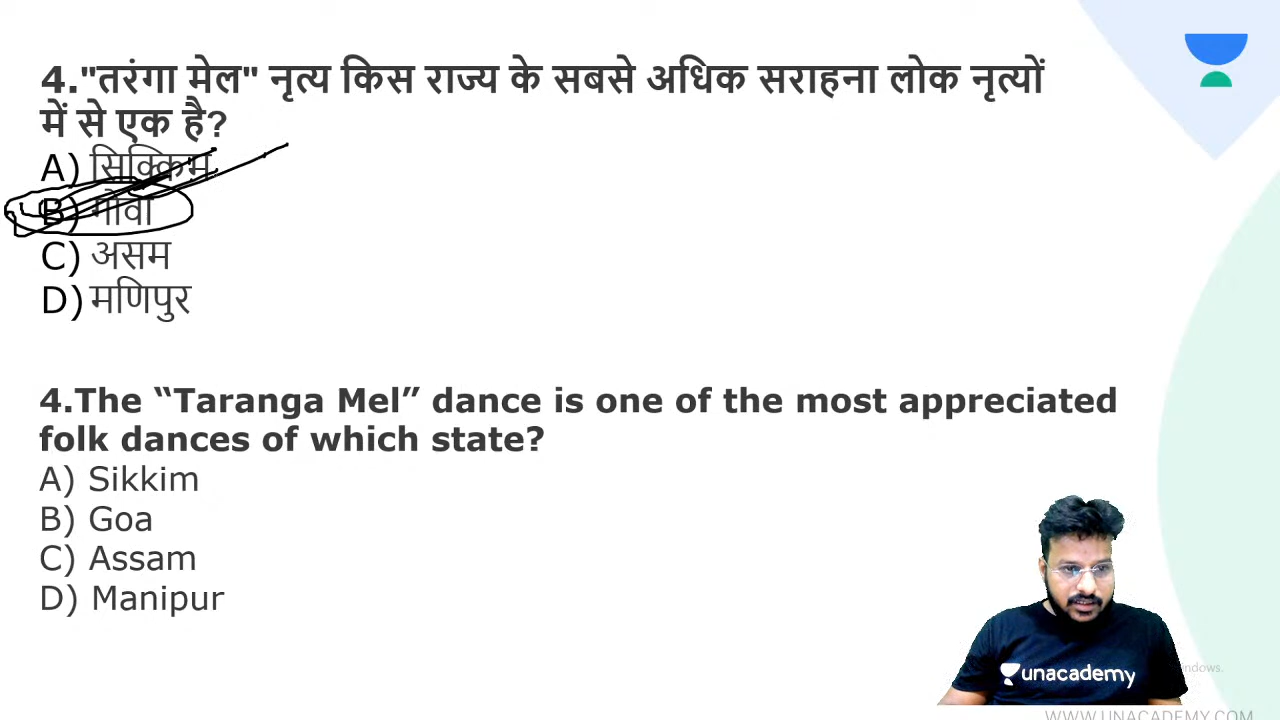 4."तरंगा मेल" नृत्य किस राज्य के सबसे अधिक सराहना लोक नृत्यों
में से एक है?
A) सिक्किम
B) गोवा
C) असम
D) मणिपुर
4.The “Taranga Mel” dance is one of the most appreciated
folk dances of which state?
A) Sikkim
B) Goa
C) Assam
D) Manipur
unacademy
WWW.UNACADEMY.COM